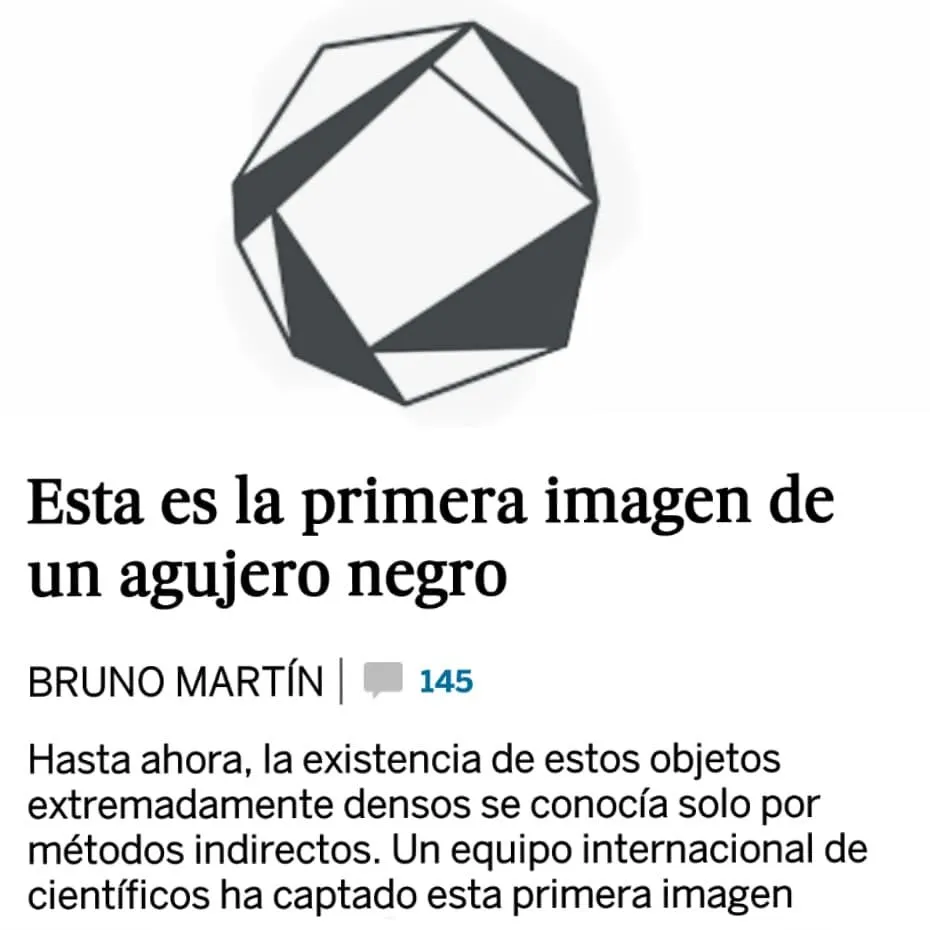 Esta es la primera imagen de
un agujero negro
BRUNO MARTÍN | 145
Hasta ahora, la existencia de estos objetos
extremadamente densos se conocía solo por
métodos indirectos. Un equipo internacional de
científicos ha captado esta primera imagen